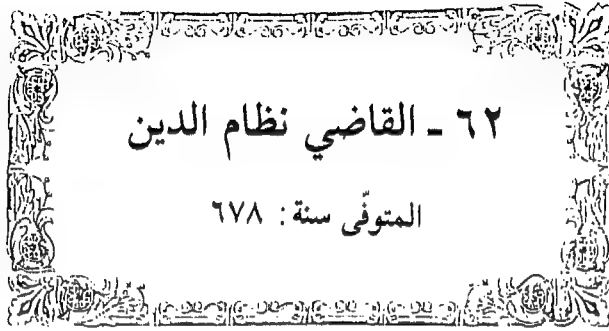 ٦٢ - القاضي نظام الدين
المتوفّى سنة: ٦٧٨